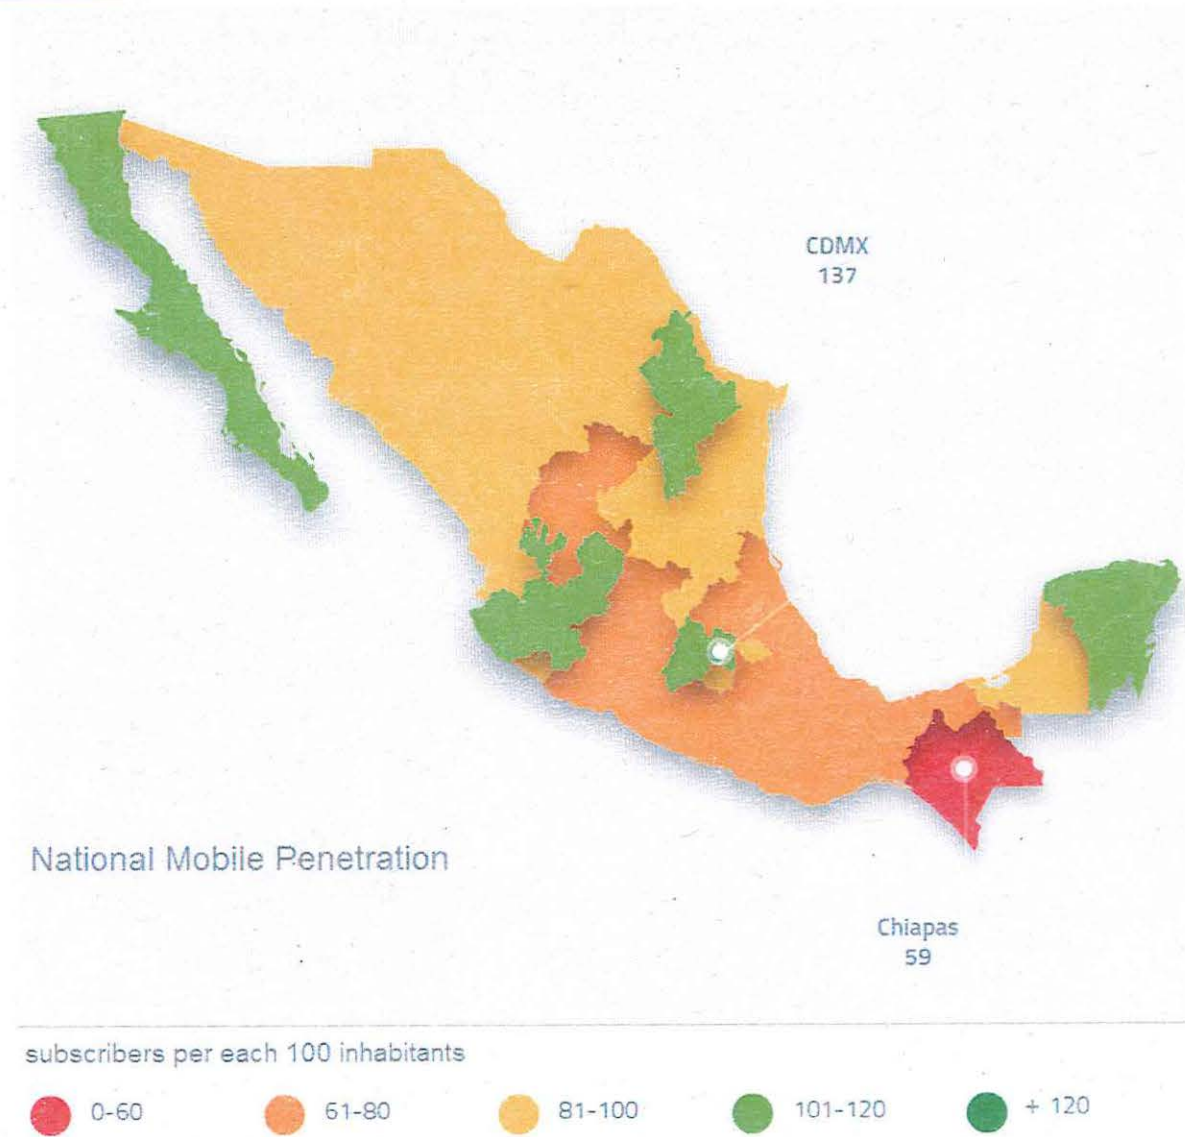 CDMX
137
National Mobile Penetration
Chiapas
59
subscribers per each 100 inhabitants
0-60
61-80
81-100
101-120
+ 120